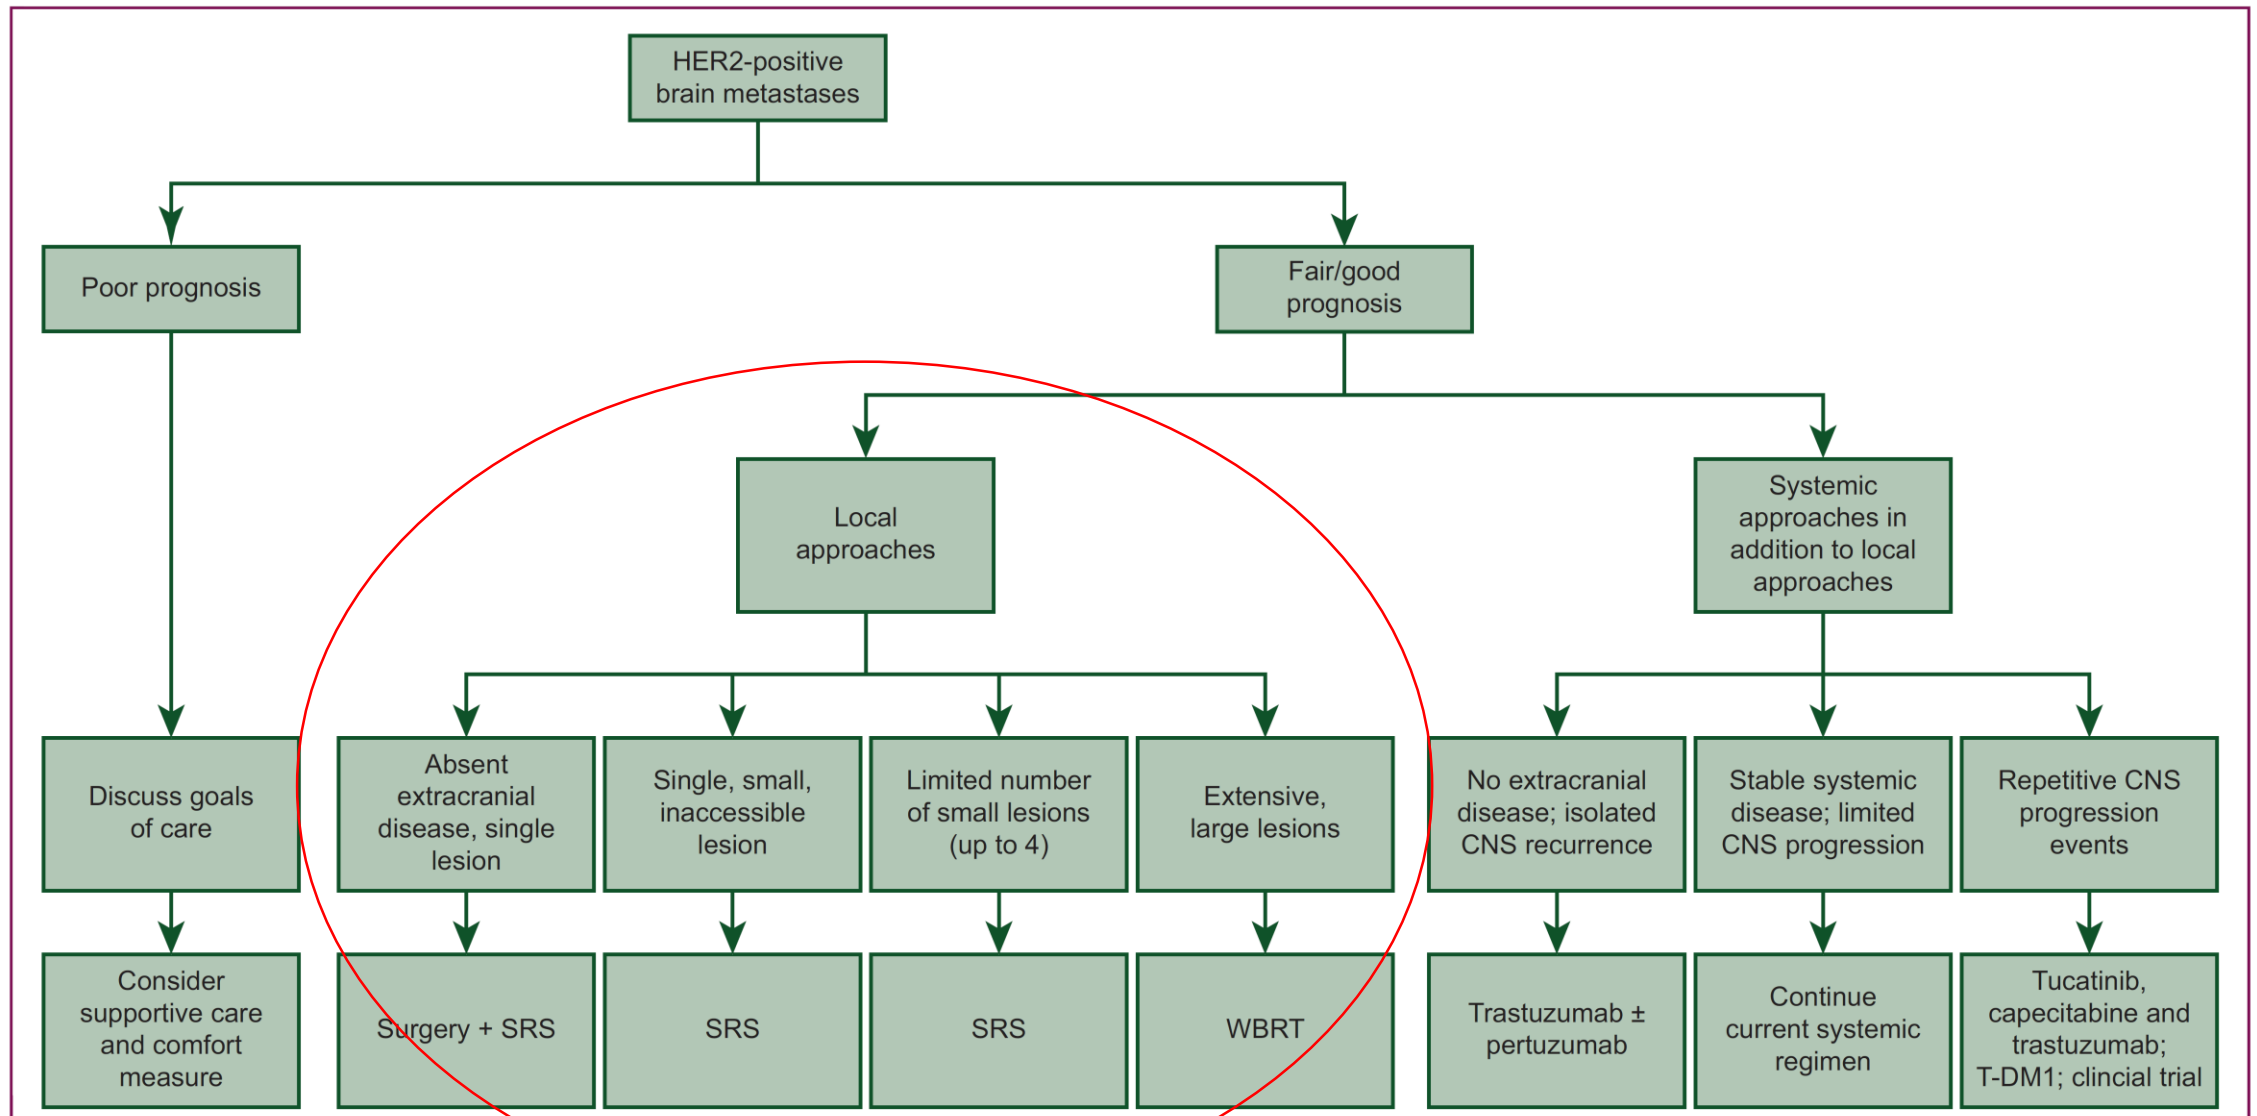 HER2-positive
brain metastases
Poor prognosis
Fair/good
prognosis
Local
approaches
Systemic
approaches in
addition to local
approaches
Discuss goals
of care
Absent
extracranial
disease, single
lesion
Single, small,
inaccessible
lesion
Limited number
of small lesions
(up to 4)
Extensive,
large lesions
No extracranial
disease; isolated
CNS recurrence
Stable systemic
disease; limited
CNS progression
Repetitive CNS
progression
events
Consider
supportive care
and comfort
measure
Surgery + SRS
SRS
SRS
WBRT
Trastuzumab ±
pertuzumab
Continue
current systemic
regimen
Tucatinib,
capecitabine and
trastuzumab;
T-DM1; clincial trial